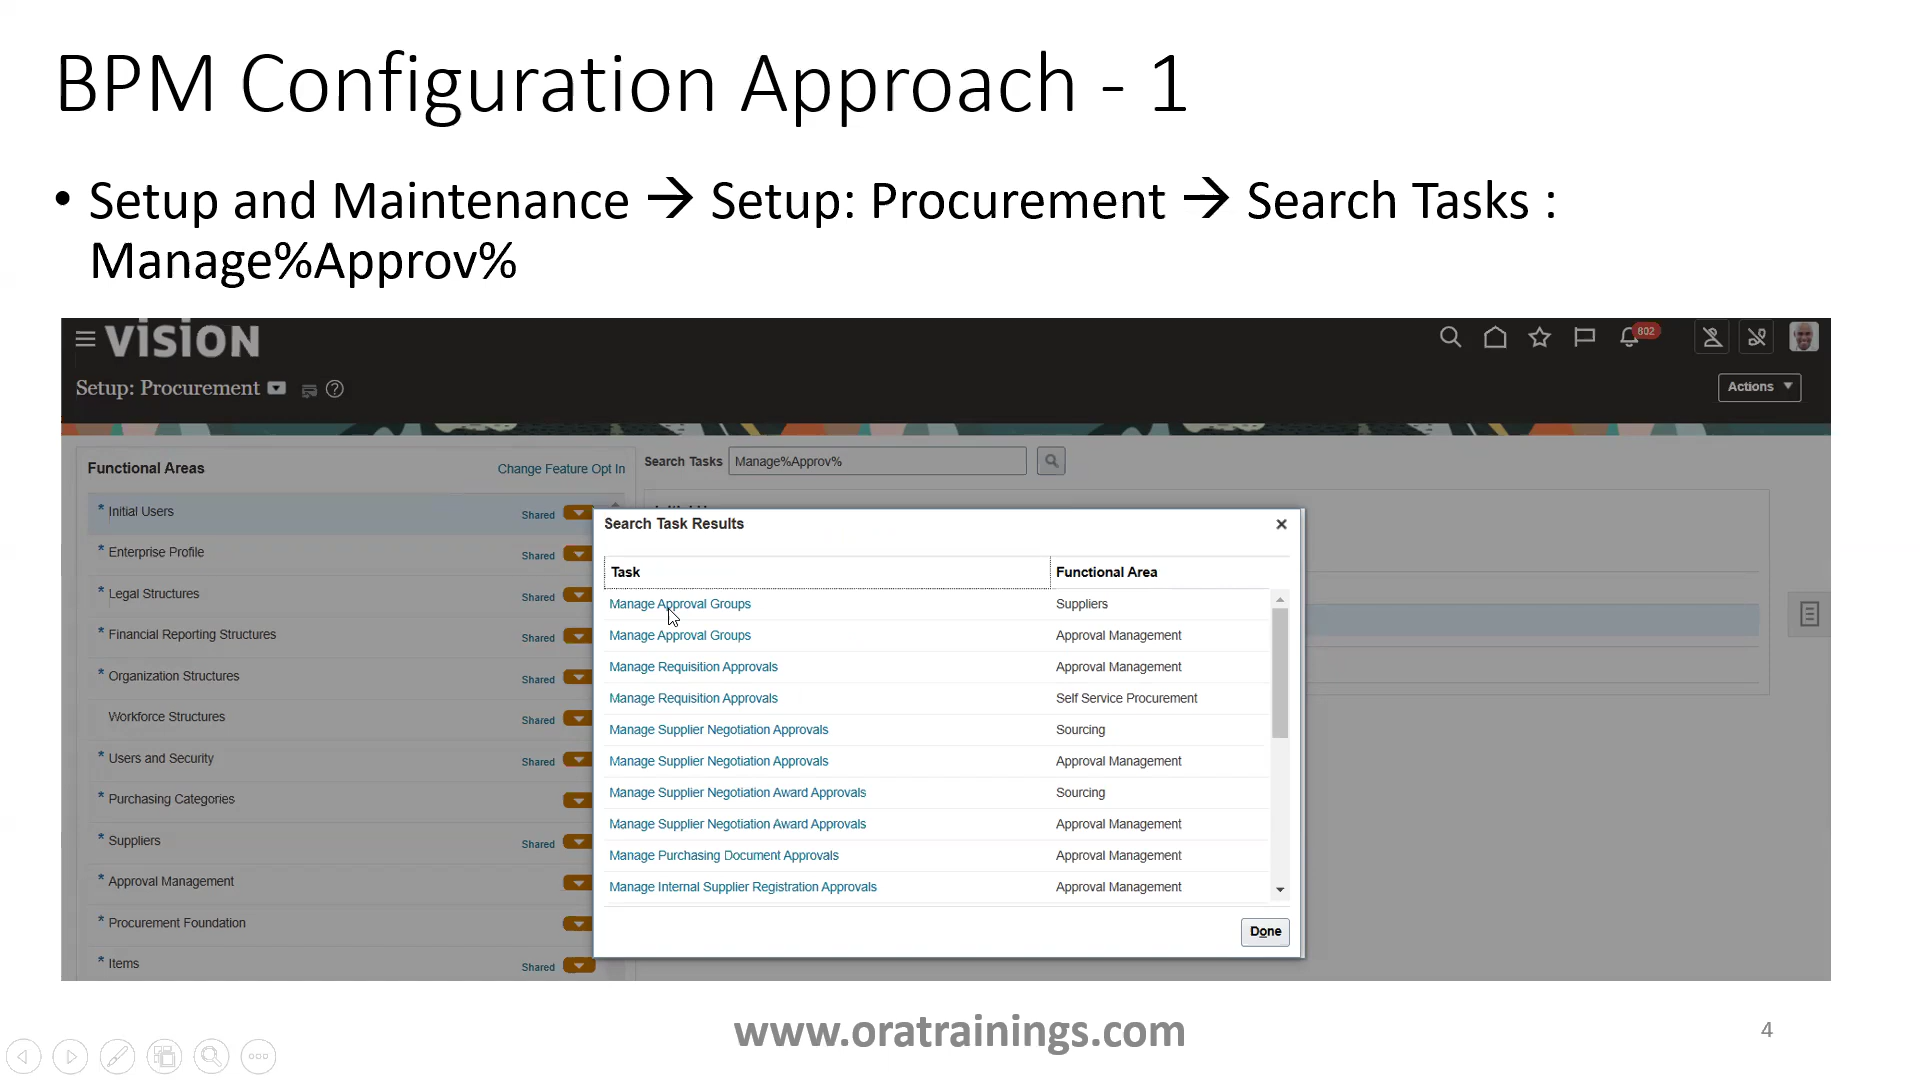 BPM Configuration Approach - 1
• Setup and Maintenance → Setup: Procurement → Search Tasks :
Manage%Approv%
VISION
802
Setup: Procurement
Actions
Functional Areas
Change Feature Opt In
Search Tasks Manage%Approv%
* Initial Users Shared
* Enterprise Profile Shared
* Legal Structures Shared
* Financial Reporting Structures Shared
* Organization Structures Shared
Workforce Structures Shared
* Users and Security Shared
* Purchasing Categories
* Suppliers Shared
* Approval Management
* Procurement Foundation
* Items Shared
Search Task Results
Task Functional Area
Manage Approval Groups Suppliers
Manage Approval Groups Approval Management
Manage Requisition Approvals Approval Management
Manage Requisition Approvals Self Service Procurement
Manage Supplier Negotiation Approvals Sourcing
Manage Supplier Negotiation Approvals Approval Management
Manage Supplier Negotiation Award Approvals Sourcing
Manage Supplier Negotiation Award Approvals Approval Management
Manage Purchasing Document Approvals Approval Management
Manage Internal Supplier Registration Approvals Approval Management
Done
www.oratrainings.com
4